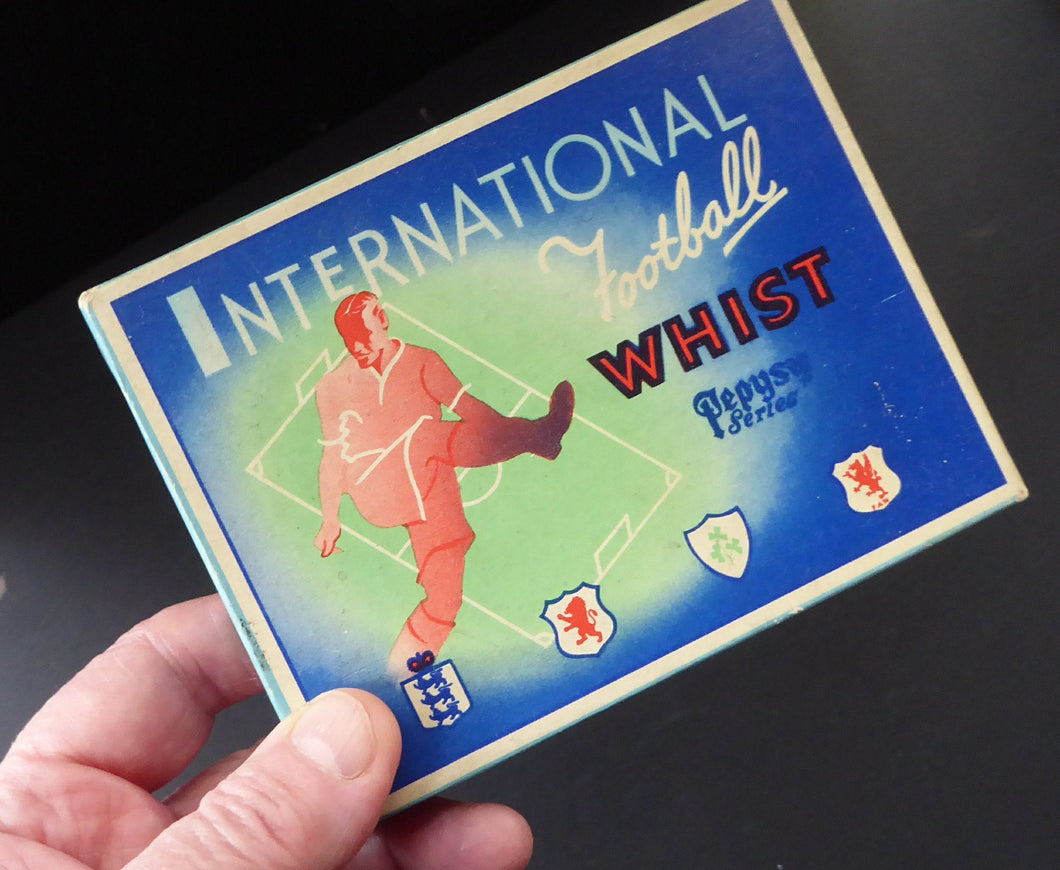 INTERNATIONAL
Football
WHIST
Pepys
Series